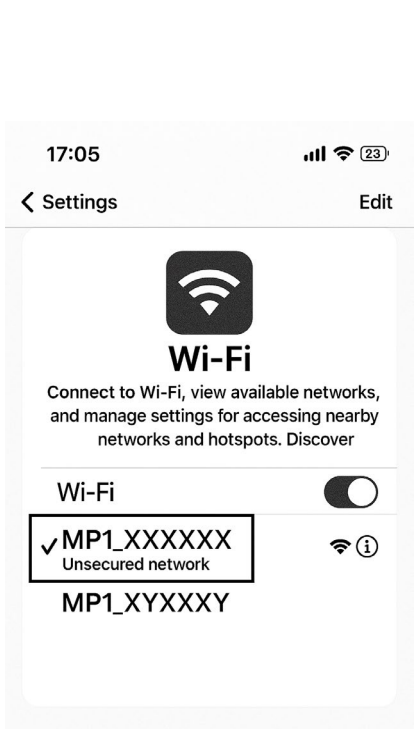 17:05 23
Settings Edit
Wi-Fi
Connect to Wi-Fi, view available networks,
and manage settings for accessing nearby
networks and hotspots. Discover
Wi-Fi
✓ MP1_XXXXXX
Unsecured network
MP1_XYXXXY